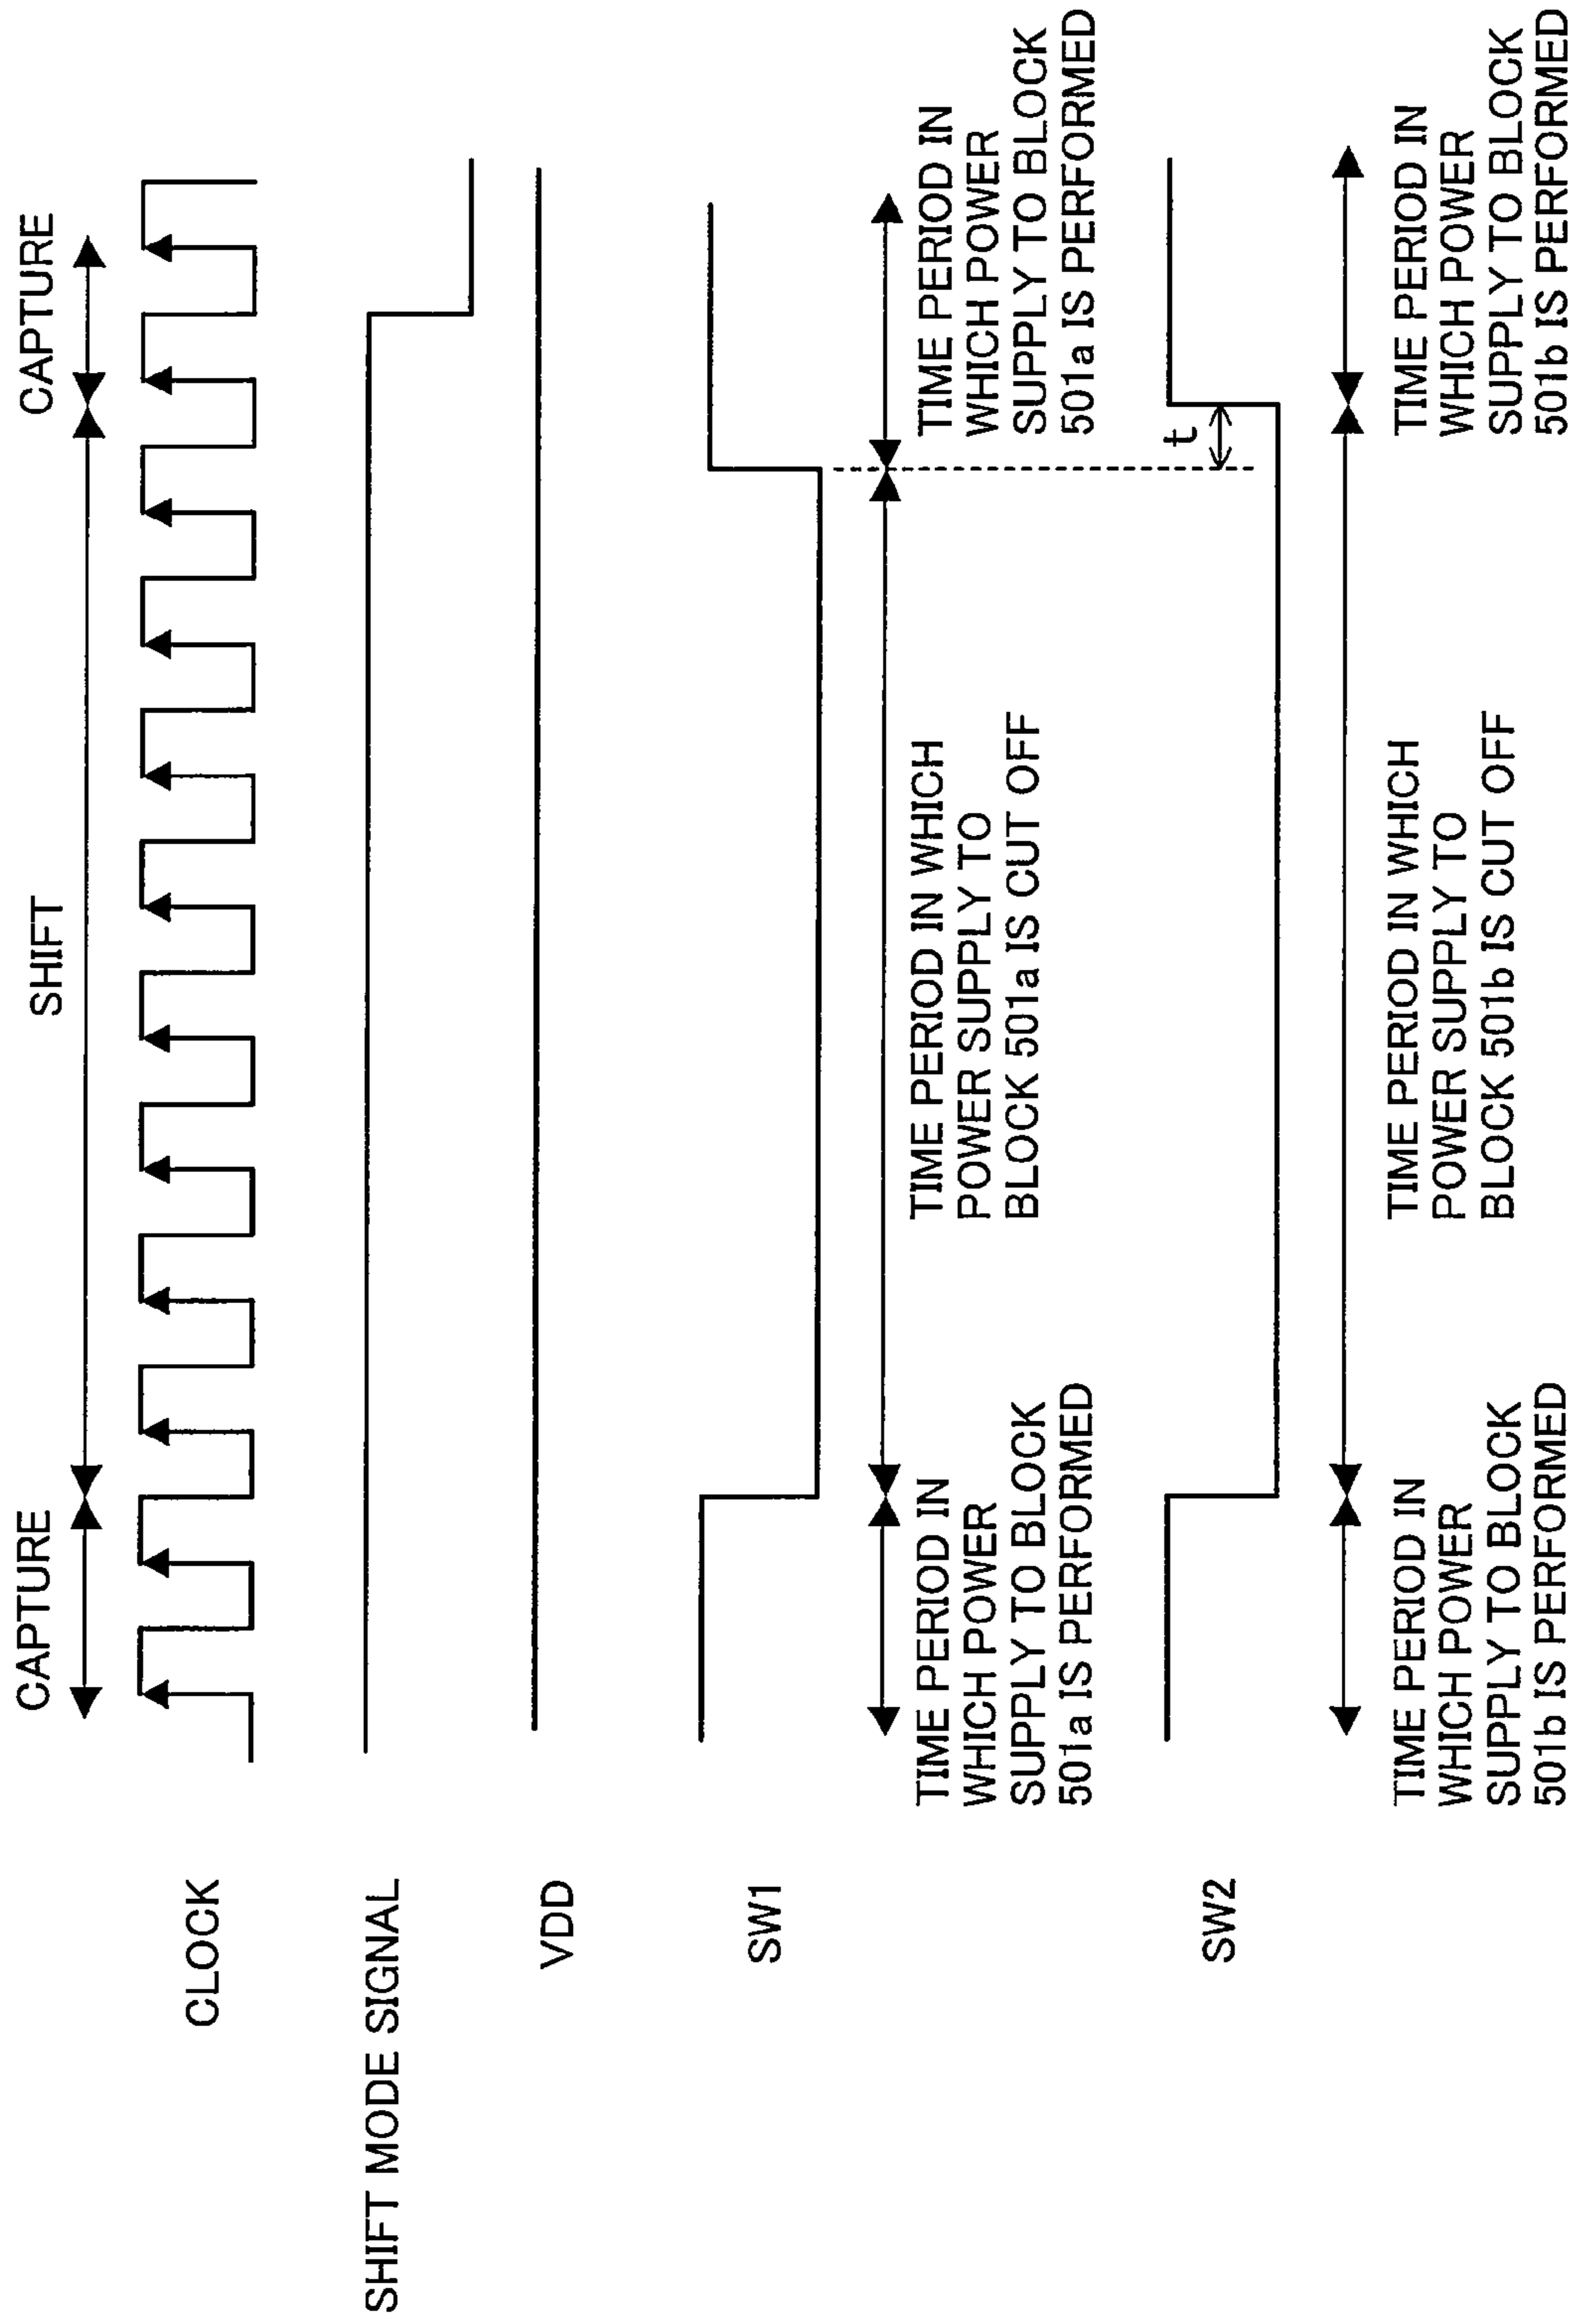 CAPTURE
SHIFT
CAPTURE
CLOCK
SHIFT MODE SIGNAL
VDD
SW1
TIME PERIOD IN
WHICH POWER
SUPPLY TO BLOCK
501a IS PERFORMED
TIME PERIOD IN WHICH
POWER SUPPLY TO
BLOCK 501a IS CUT OFF
TIME PERIOD IN
WHICH POWER
SUPPLY TO BLOCK
501a IS PERFORMED
t
SW2
TIME PERIOD IN
WHICH POWER
SUPPLY TO BLOCK
501b IS PERFORMED
TIME PERIOD IN WHICH
POWER SUPPLY TO
BLOCK 501b IS CUT OFF
TIME PERIOD IN
WHICH POWER
SUPPLY TO BLOCK
501b IS PERFORMED